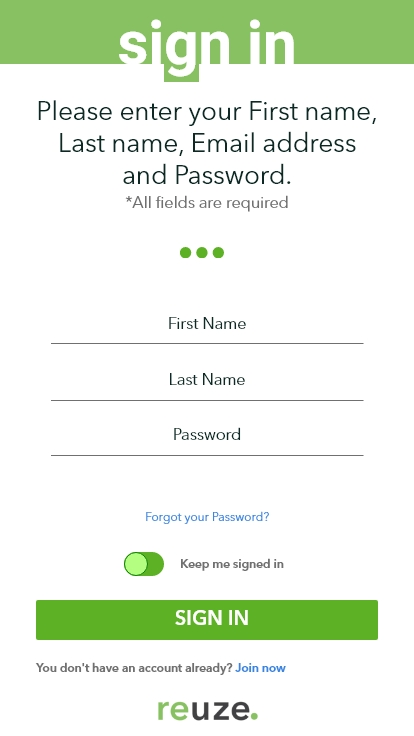 sign in
Please enter your First name,
Last name, Email address
and Password.
*All fields are required
First Name
Last Name
Password
Forgot your Password?
Keep me signed in
SIGN IN
You don't have an account already? Join now
reuze.